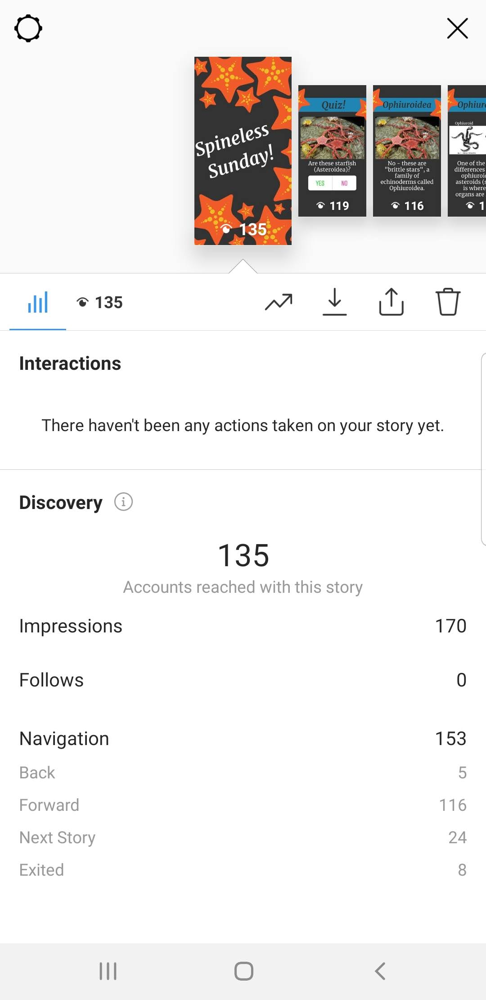 Spineless
Sunday!
135
Quiz!
Are these starfish
(Asteroidea)?
YES
NO
119
Ophiuroidea
No - these are
"brittle stars", a
family of
echinoderms called
Ophiuroidea.
116
Ophiuroid
One of the
differences
asteroids (s
is where
organs are
135
Interactions
There haven't been any actions taken on your story yet.
Discovery
135
Accounts reached with this story
Impressions
170
Follows
0
Navigation
153
Back
5
Forward
116
Next Story
24
Exited
8